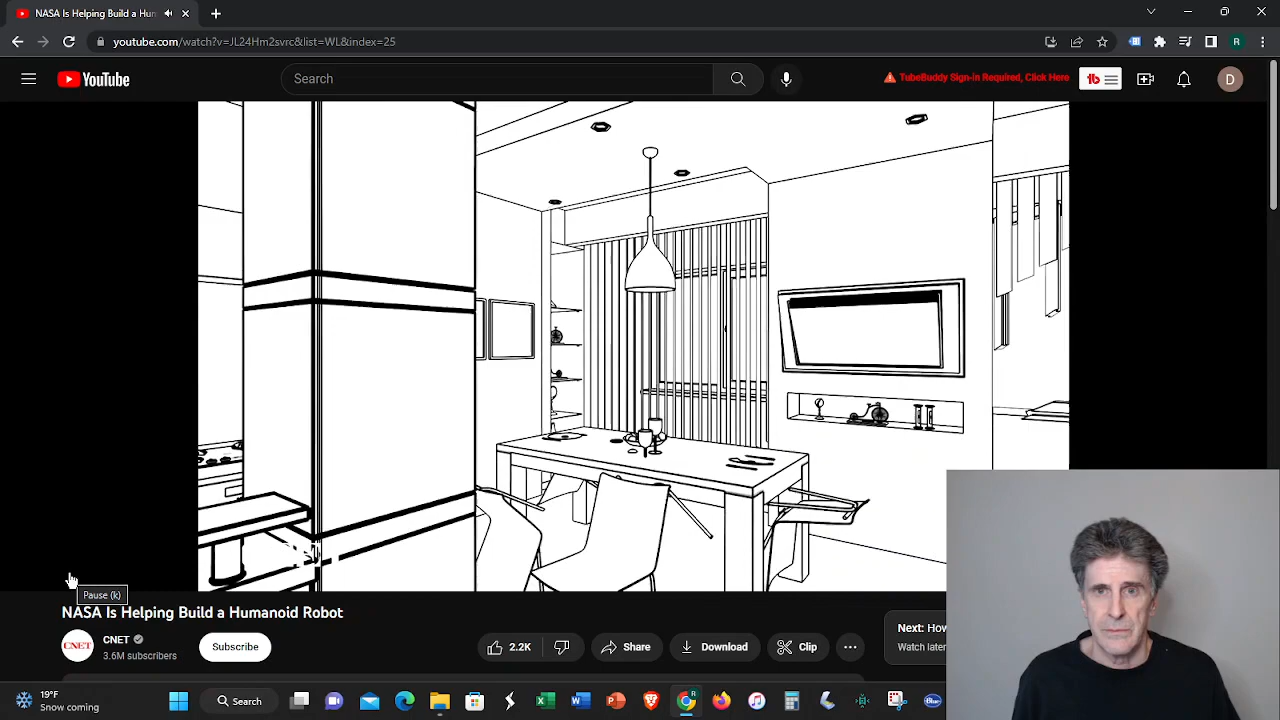 NASA Is Helping Build a Hum
youtube.com/watch?v=JL24Hm2svrc&list=WL&index=25
R
YouTube
Search
TubeBuddy Sign-in Required, Click Here
tb
D
Pause (k)
NASA Is Helping Build a Humanoid Robot
CNET
CNET
3.6M subscribers
Subscribe
2.2K
Share
Download
Clip
Next: How
Watch later
19°F
Snow coming
Search